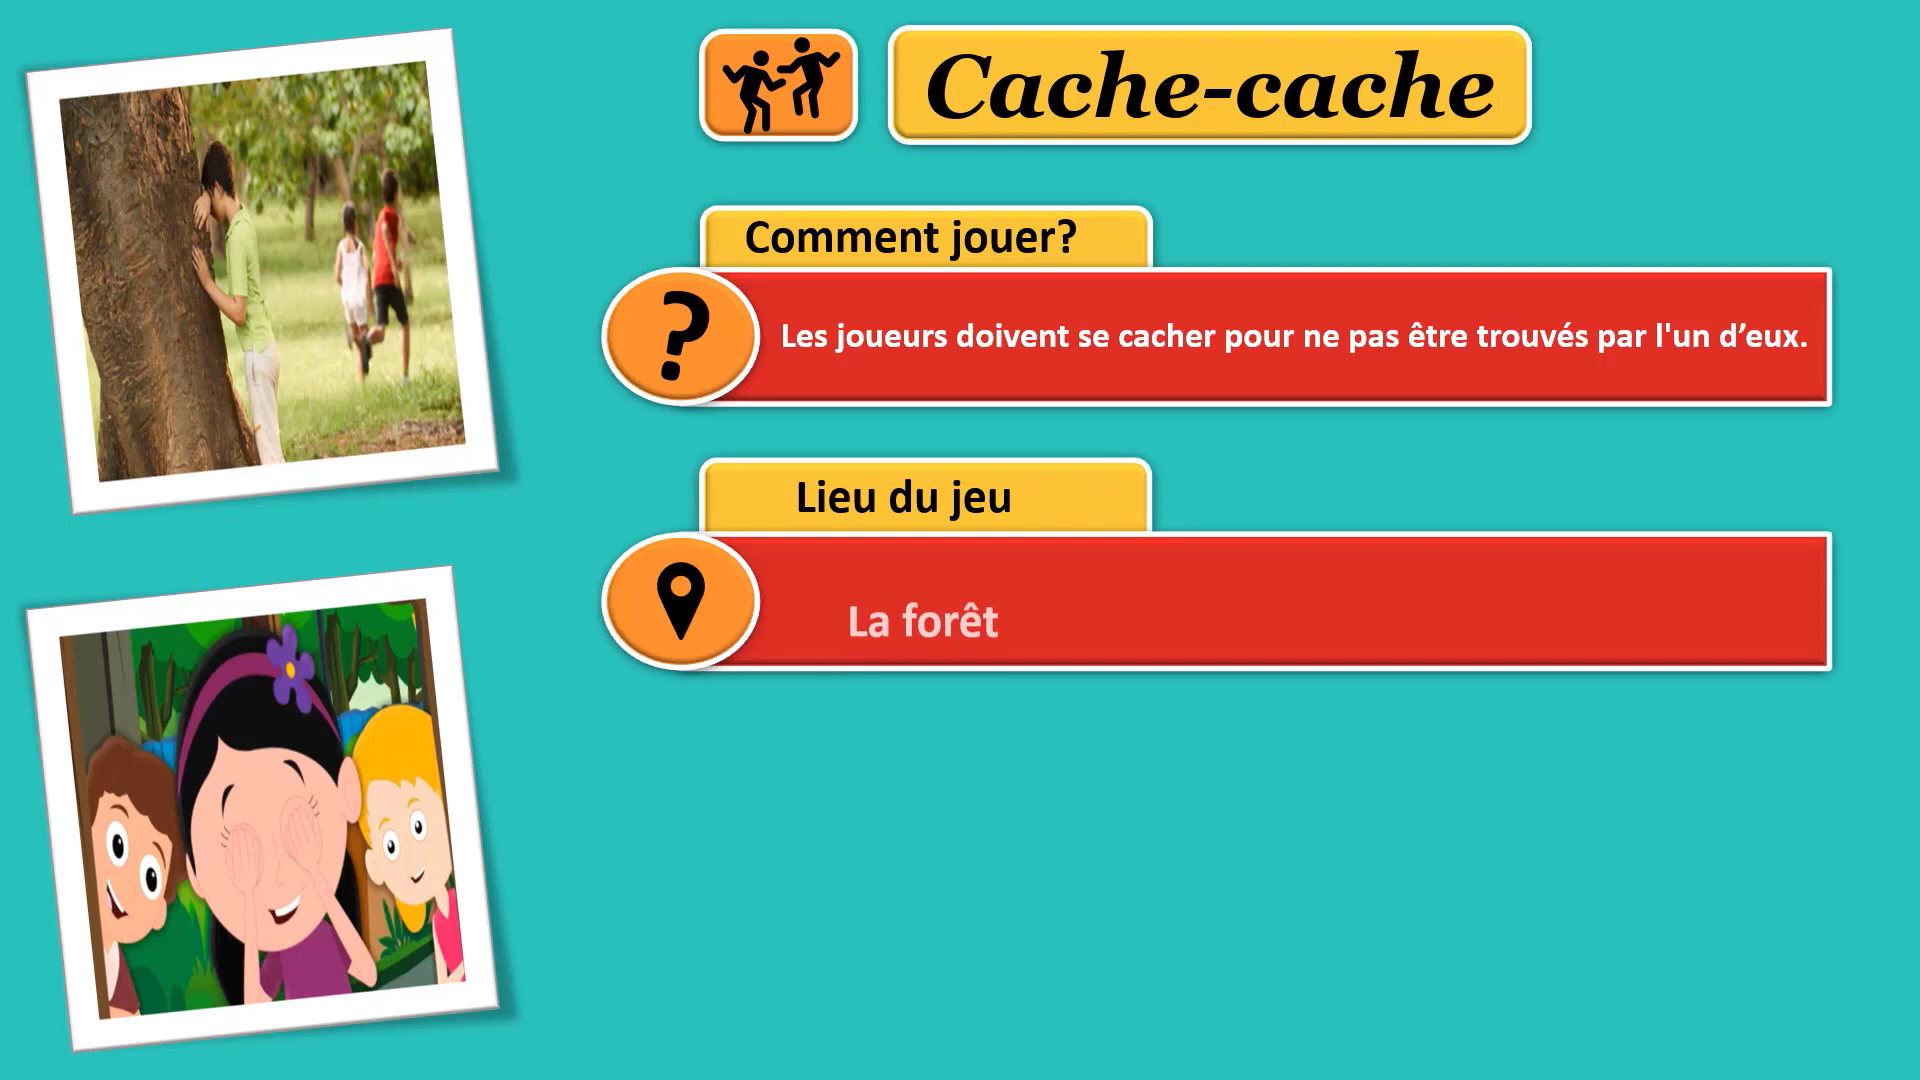 Cache-cache
Comment jouer?
Les joueurs doivent se cacher pour ne pas être trouvés par l'un d’eux.
Lieu du jeu
La forêt